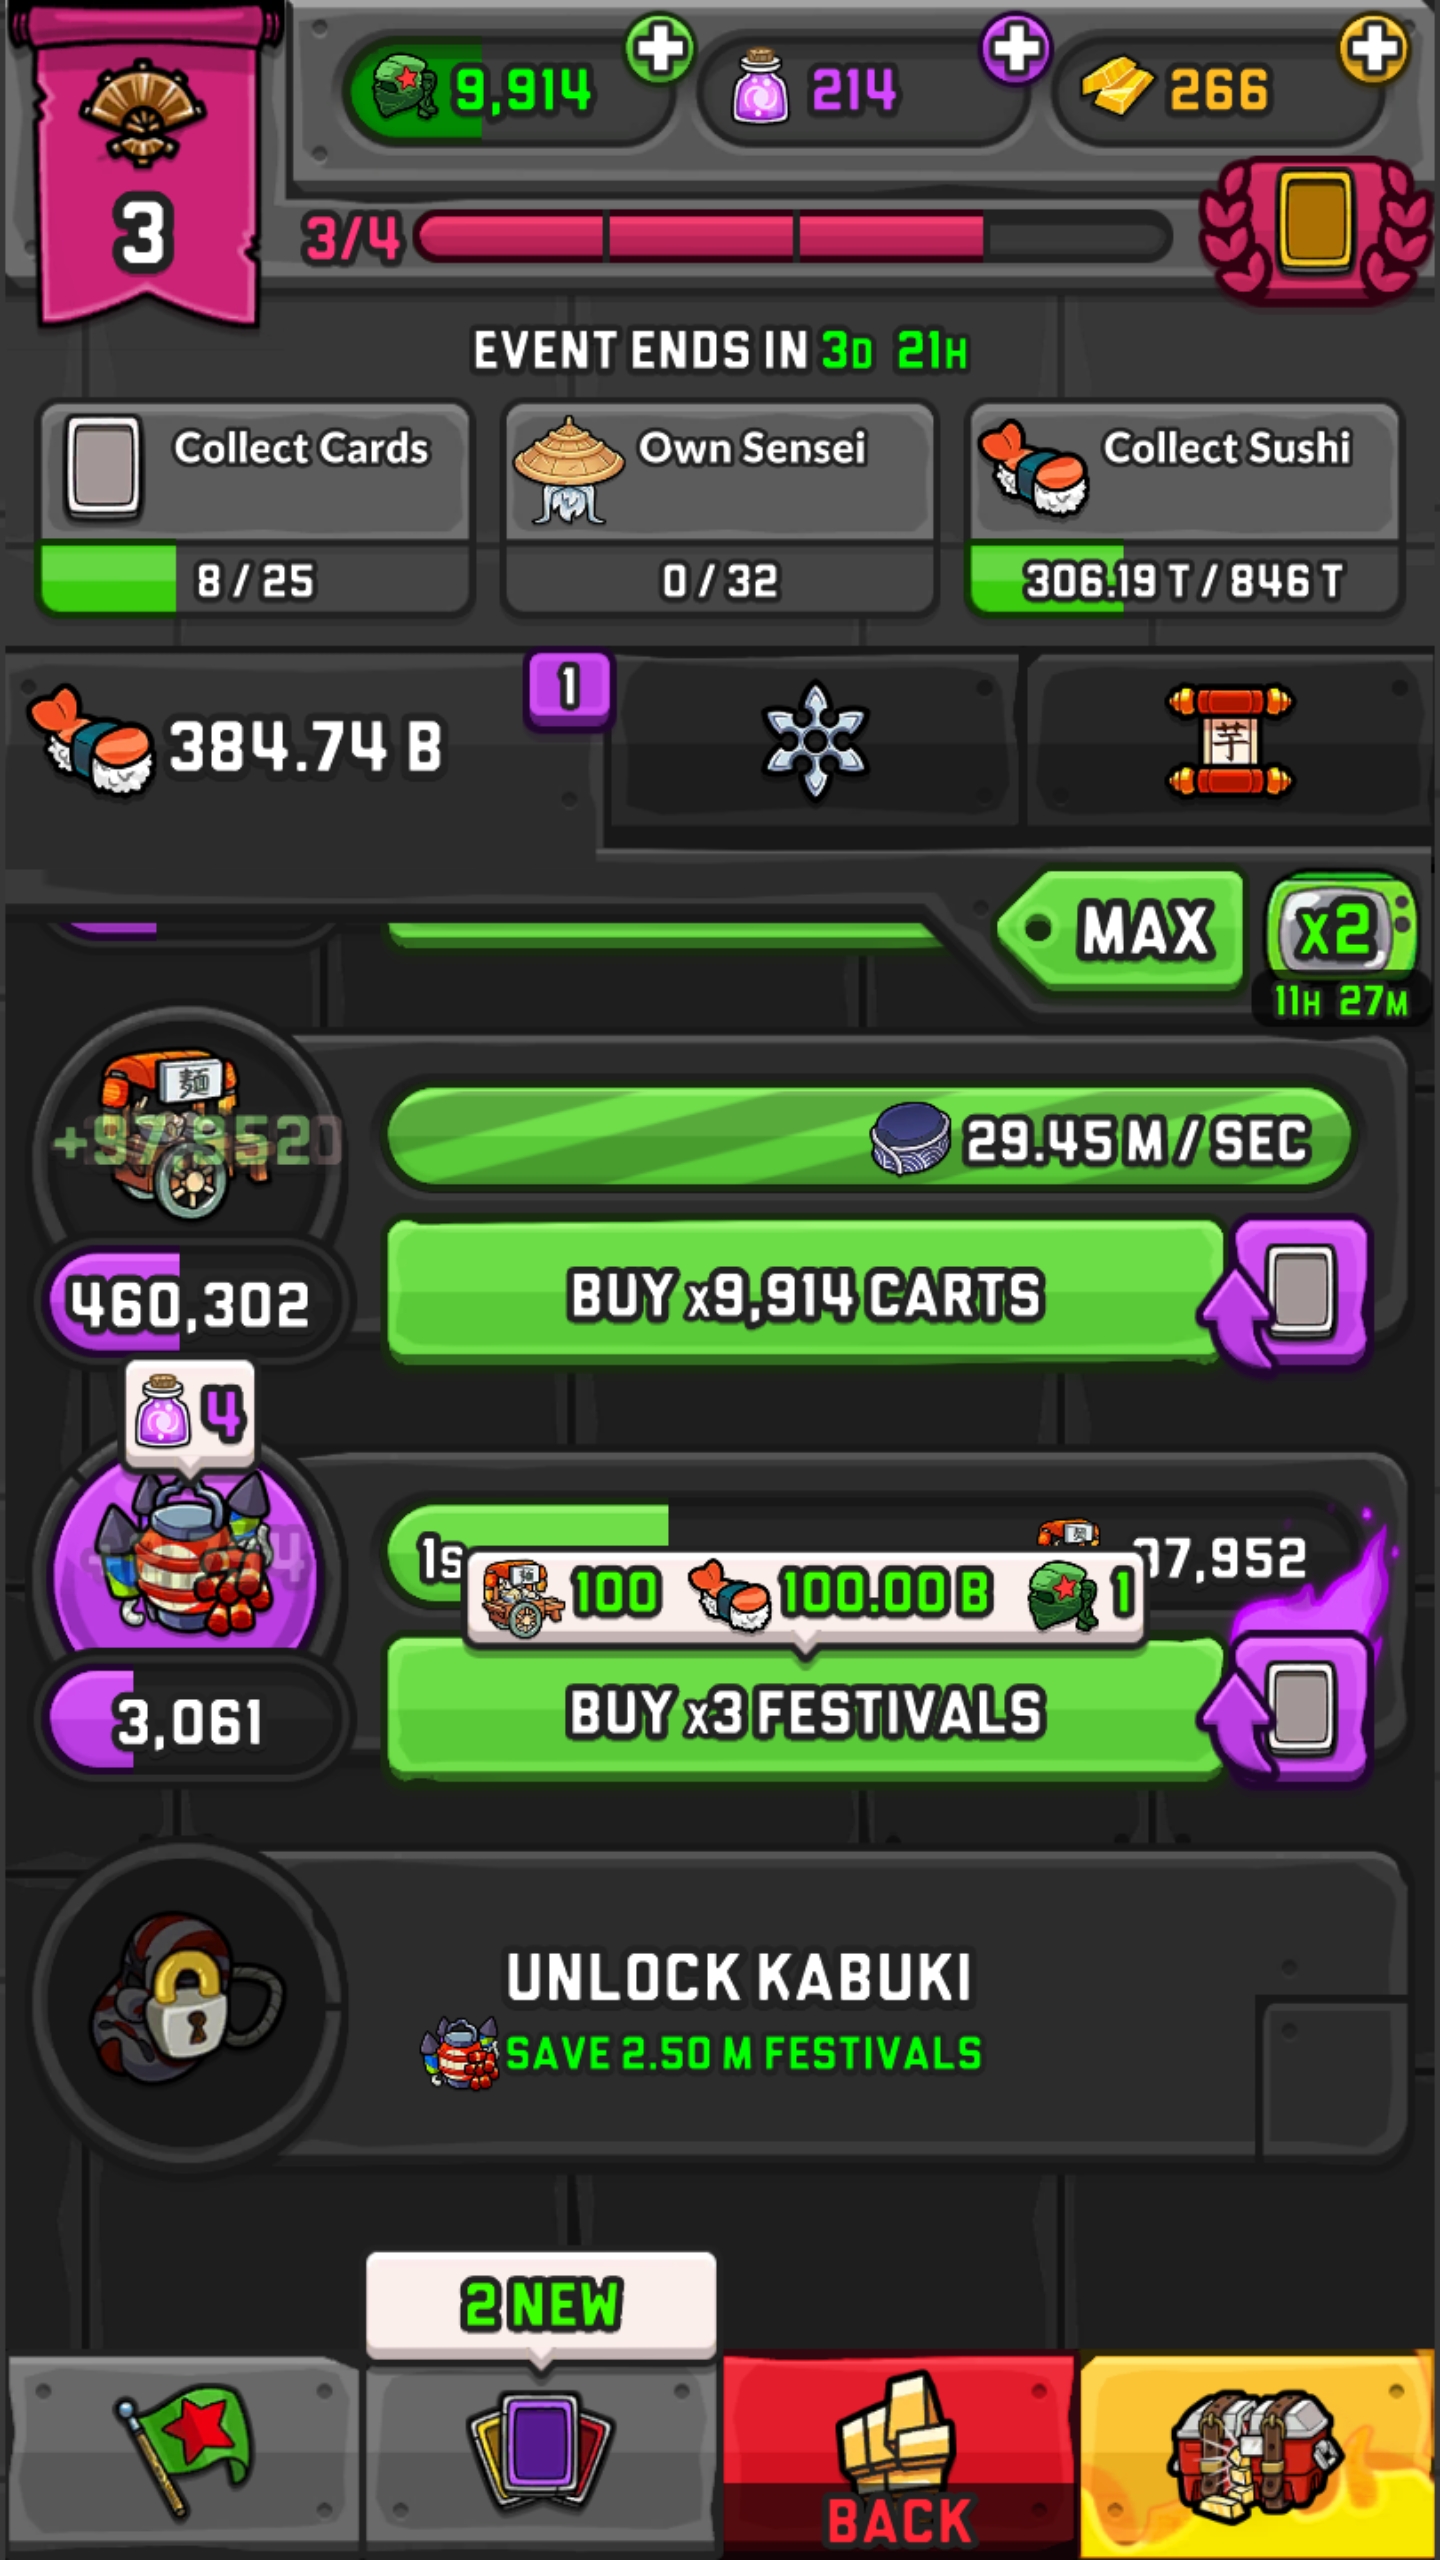 9,914
214
266
3
3/4
EVENT ENDS IN 3D 21H
Collect Cards
8 / 25
Own Sensei
0 / 32
Collect Sushi
306.19 T / 846 T
384.74 B
1
芋
MAX
x2
11H 27M
麺
29.45 M / SEC
460,302
BUY x9,914 CARTS
4
1s
37,952
100
100.00 B
1
3,061
BUY x3 FESTIVALS
UNLOCK KABUKI
SAVE 2.50 M FESTIVALS
2 NEW
BACK